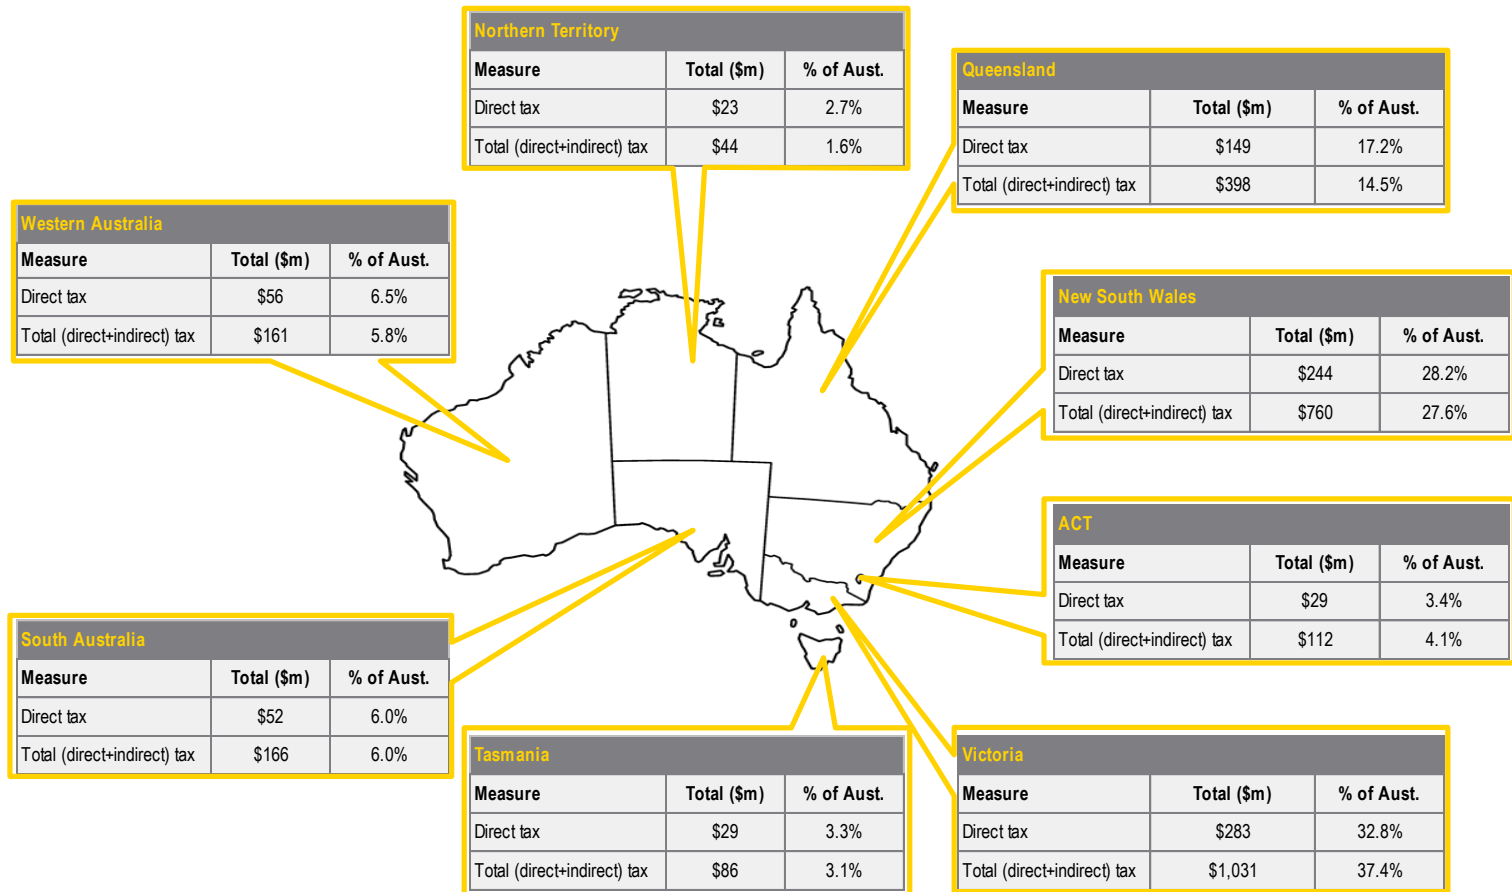 Northern Territory
Measure Total ($m) % of Aust.
Direct tax $23 2.7%
Total (direct+indirect) tax $44 1.6%
Queensland
Measure Total ($m) % of Aust.
Direct tax $149 17.2%
Total (direct+indirect) tax $398 14.5%
Western Australia
Measure Total ($m) % of Aust.
Direct tax $56 6.5%
Total (direct+indirect) tax $161 5.8%
New South Wales
Measure Total ($m) % of Aust.
Direct tax $244 28.2%
Total (direct+indirect) tax $760 27.6%
ACT
Measure Total ($m) % of Aust.
Direct tax $29 3.4%
Total (direct+indirect) tax $112 4.1%
South Australia
Measure Total ($m) % of Aust.
Direct tax $52 6.0%
Total (direct+indirect) tax $166 6.0%
Tasmania
Measure Total ($m) % of Aust.
Direct tax $29 3.3%
Total (direct+indirect) tax $86 3.1%
Victoria
Measure Total ($m) % of Aust.
Direct tax $283 32.8%
Total (direct+indirect) tax $1,031 37.4%